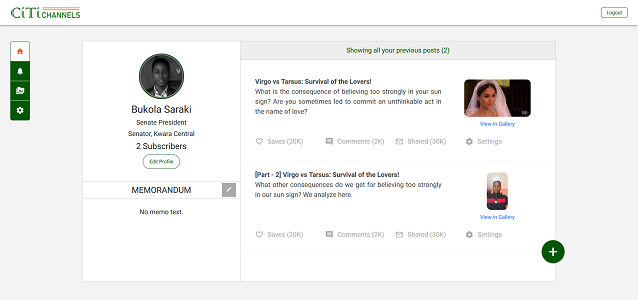 CiTi CHANNELS
Logout
Bukola Saraki
Senate President
Senator, Kwara Central
2 Subscribers
Edit Profile
MEMORANDUM
No memo text.
Showing all your previous posts (2)
Virgo vs Tarsus: Survival of the Lovers!
What is the consequence of believing too strongly in your sun
sign? Are you sometimes led to commit an unthinkable act in
the name of love?
View in Gallery
Saves (20K)
Comments (2K)
Shared (30K)
Settings
[Part - 2] Virgo vs Tarsus: Survival of the Lovers!
What other consequences do we get for believing too strongly
in our sun sign? We analyze here.
View in Gallery
Saves (20K)
Comments (2K)
Shared (30K)
Settings